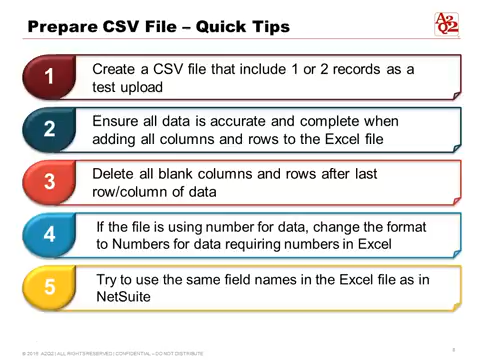 Prepare CSV File – Quick Tips
A2
Q2
1
Create a CSV file that include 1 or 2 records as a
test upload
2
Ensure all data is accurate and complete when
adding all columns and rows to the Excel file
3
Delete all blank columns and rows after last
row/column of data
4
If the file is using number for data, change the format
to Numbers for data requiring numbers in Excel
5
Try to use the same field names in the Excel file as in
NetSuite
A2Q2 | ALL RIGHTS RESERVED | CONFIDENTIAL – DO NOT DISTRIBUTE